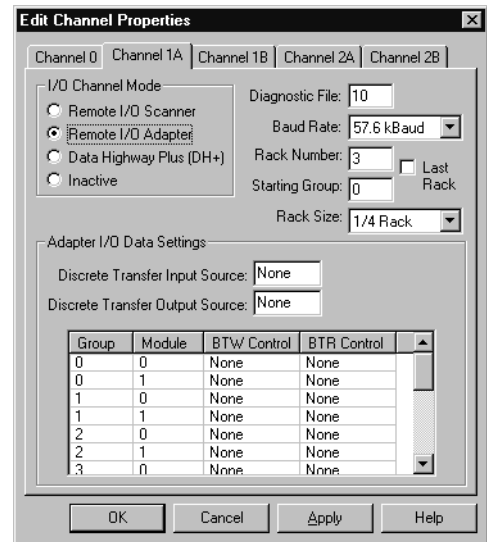 Edit Channel Properties
Channel 0 Channel 1A Channel 1B Channel 2A Channel 2B
I/O Channel Mode
Remote I/O Scanner
Remote I/O Adapter
Data Highway Plus (DH+)
Inactive
Diagnostic File: 10
Baud Rate: 57.6 kBaud
Rack Number: 3
Last Rack
Starting Group: 0
Rack Size: 1/4 Rack
Adapter I/O Data Settings
Discrete Transfer Input Source: None
Discrete Transfer Output Source: None
Group Module BTW Control BTR Control
0 0 None None
0 1 None None
1 0 None None
1 1 None None
2 0 None None
2 1 None None
3 0 None None
OK Cancel Apply Help